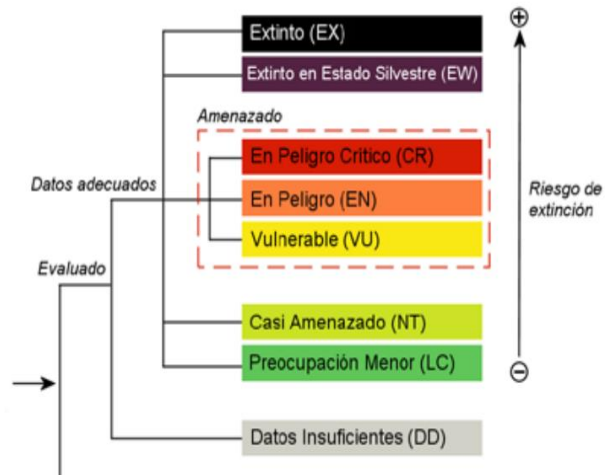 Extinto (EX)
Extinto en Estado Silvestre (EW)
Amenazado
En Peligro Crítico (CR)
Datos adecuados
En Peligro (EN)
Riesgo de
extinción
Vulnerable (VU)
Evaluado
Casi Amenazado (NT)
Preocupación Menor (LC)
Datos Insuficientes (DD)